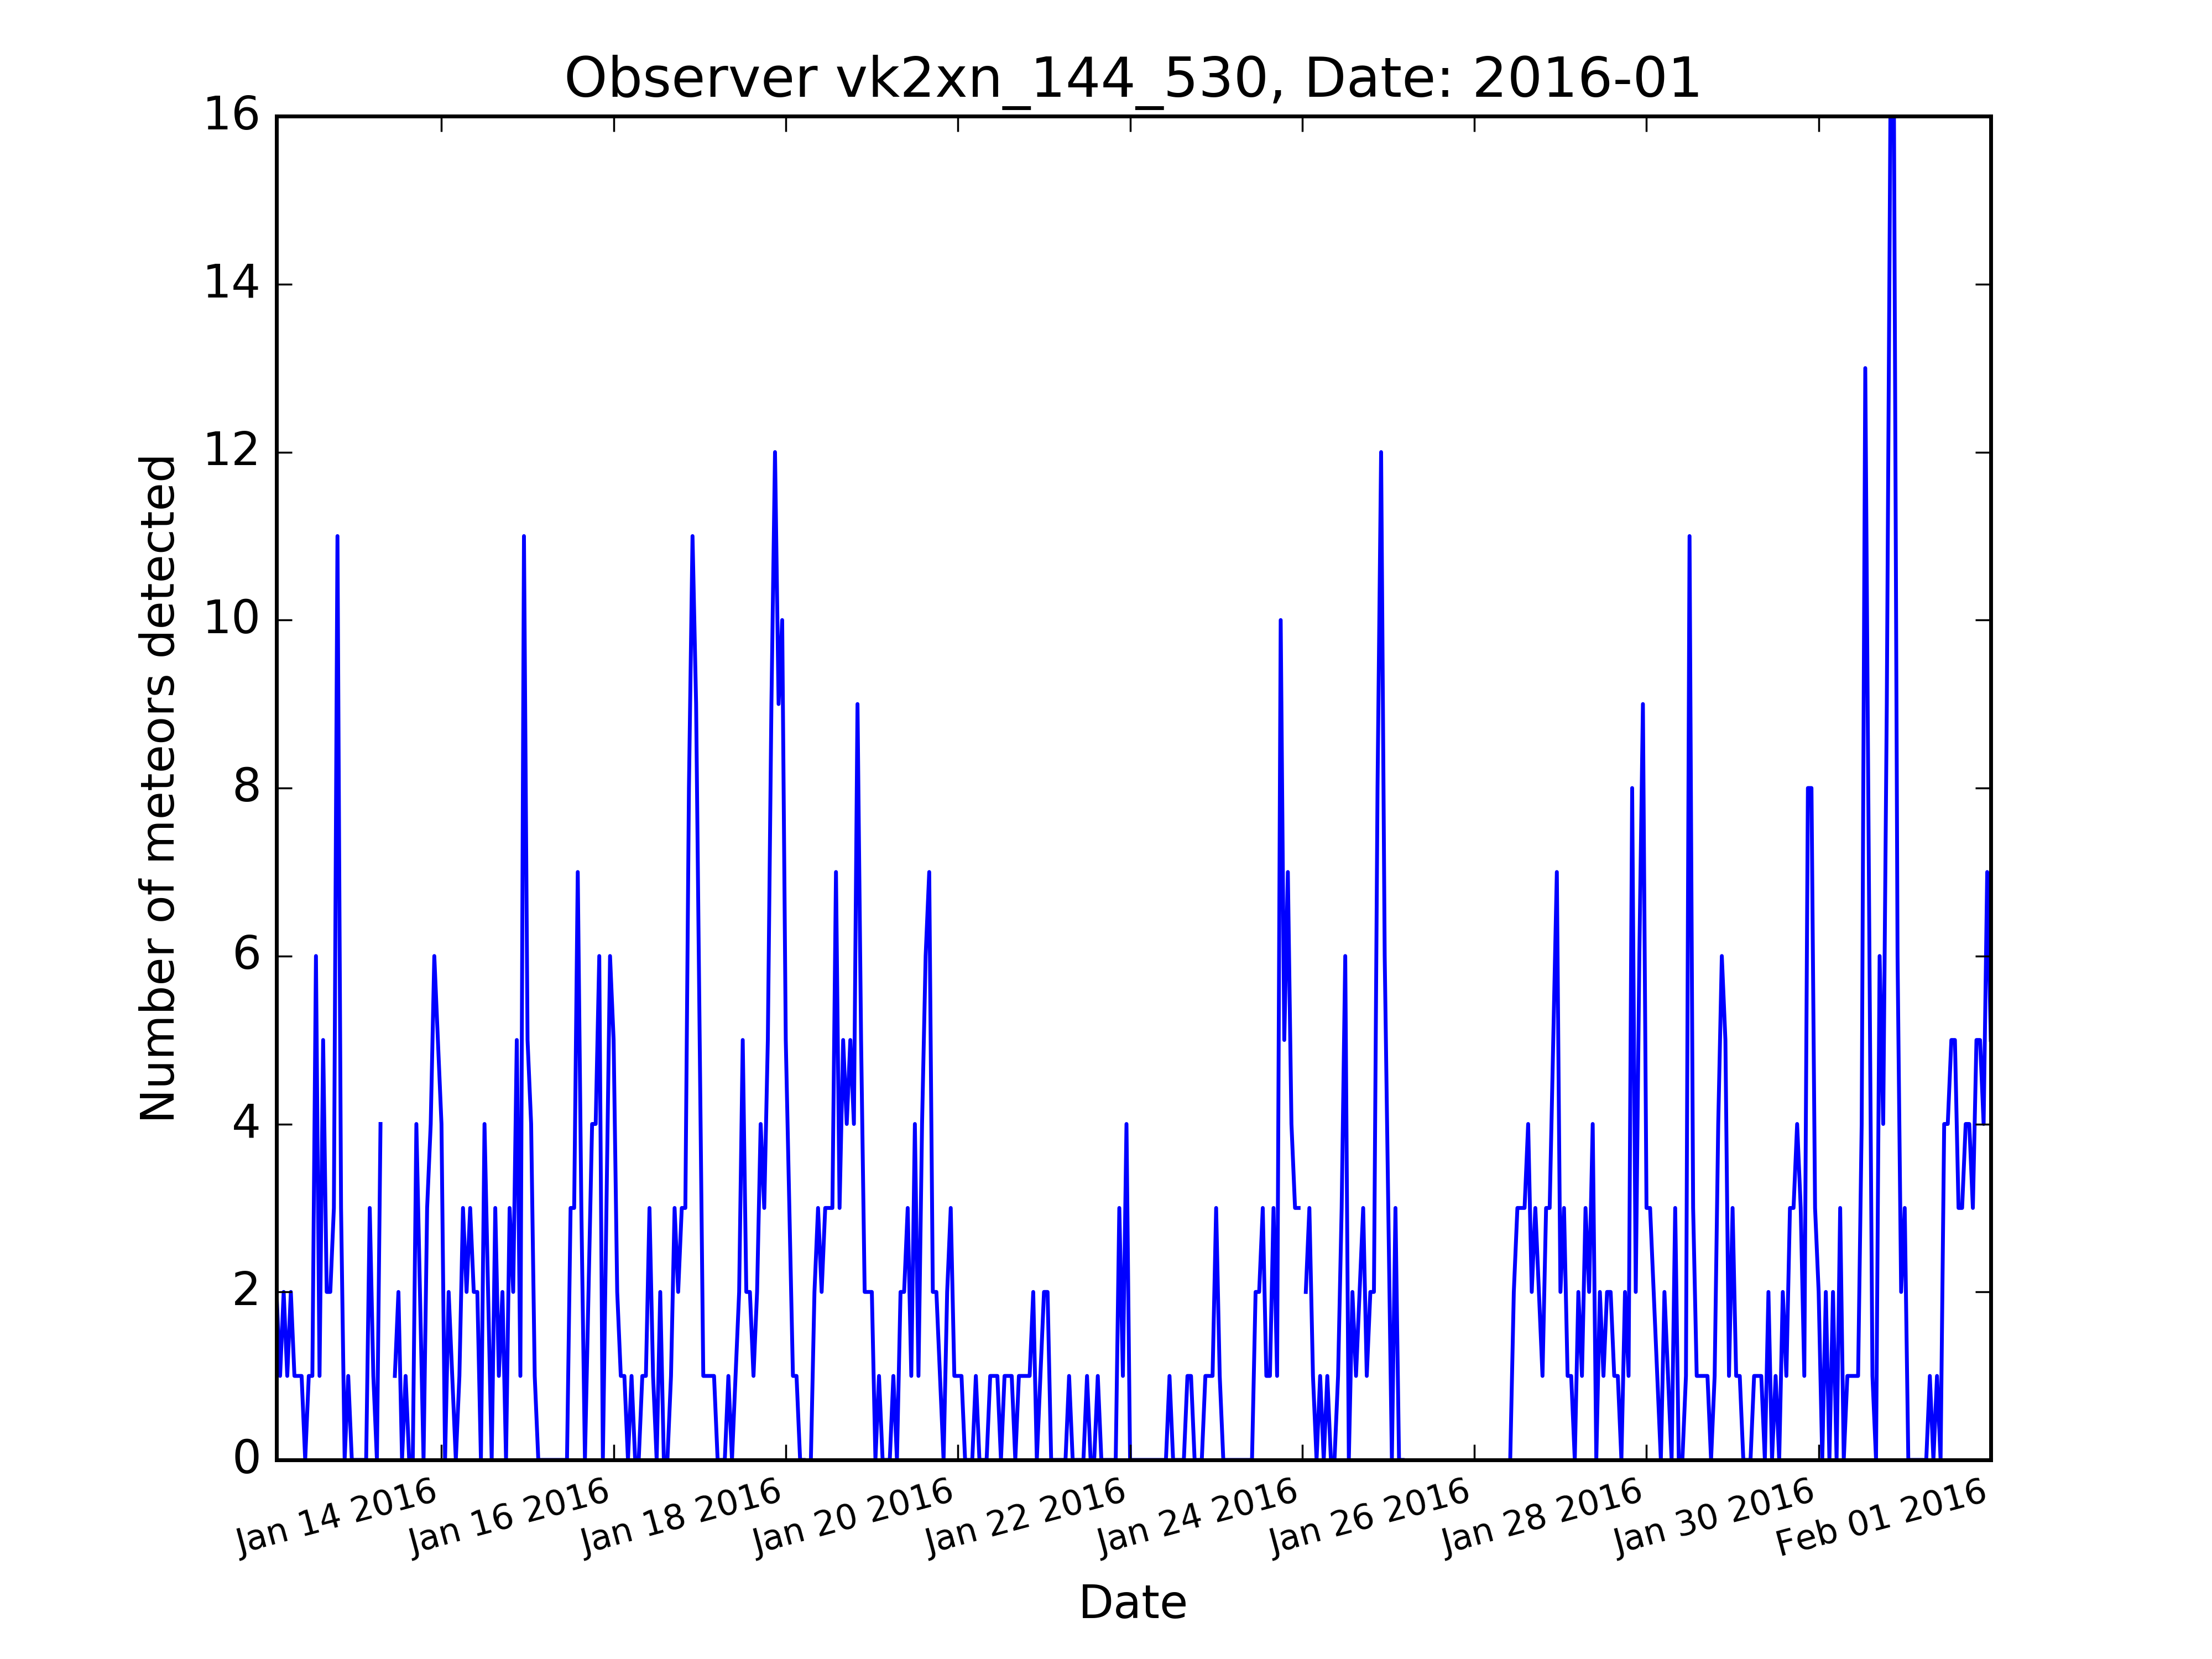 Observer vk2xn_144_530, Date: 2016-01
16
14
12
10
8
6
4
2
0
Number of meteors detected
Jan 14 2016
Jan 16 2016
Jan 18 2016
Jan 20 2016
Jan 22 2016
Jan 24 2016
Jan 26 2016
Jan 28 2016
Jan 30 2016
Feb 01 2016
Date